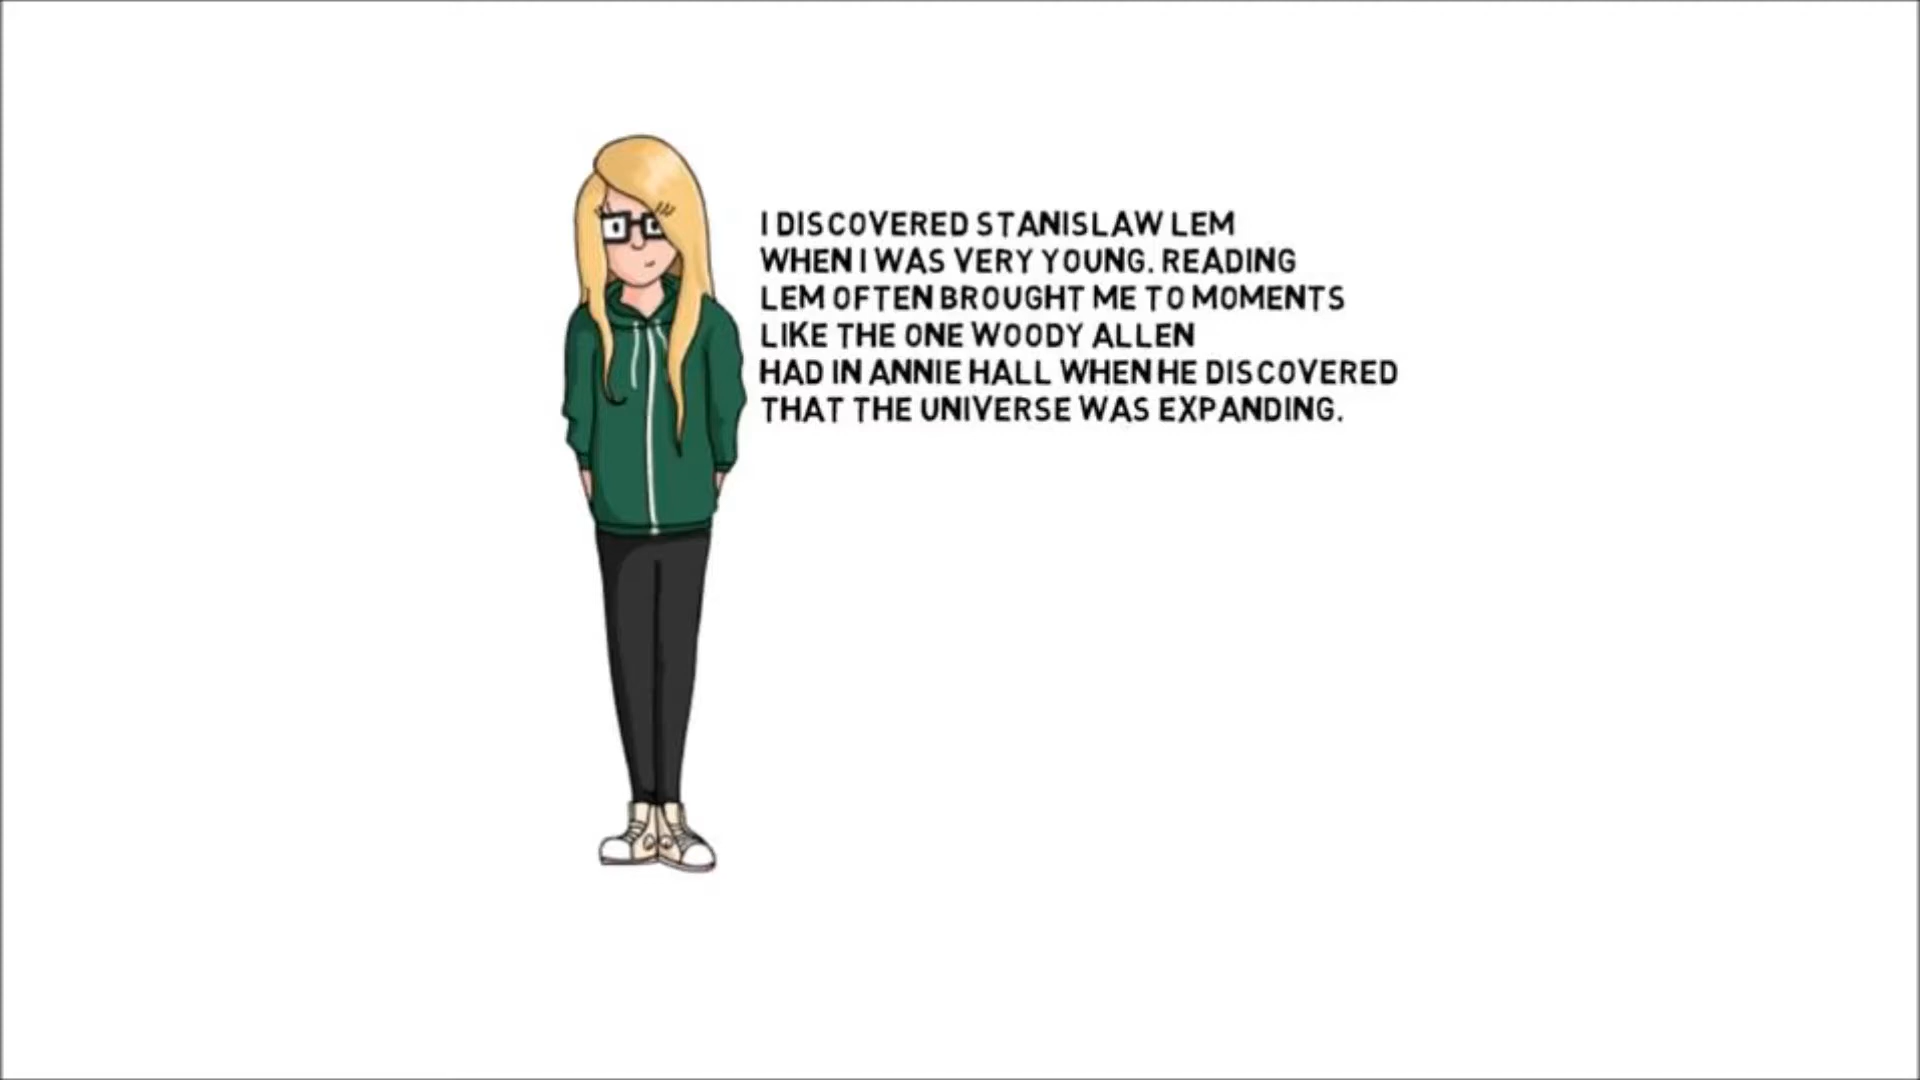 I DISCOVERED STANISLAW LEM
WHEN I WAS VERY YOUNG. READING
LEM OFTEN BROUGHT ME TO MOMENTS
LIKE THE ONE WOODY ALLEN
HAD IN ANNIE HALL WHEN HE DISCOVERED
THAT THE UNIVERSE WAS EXPANDING.